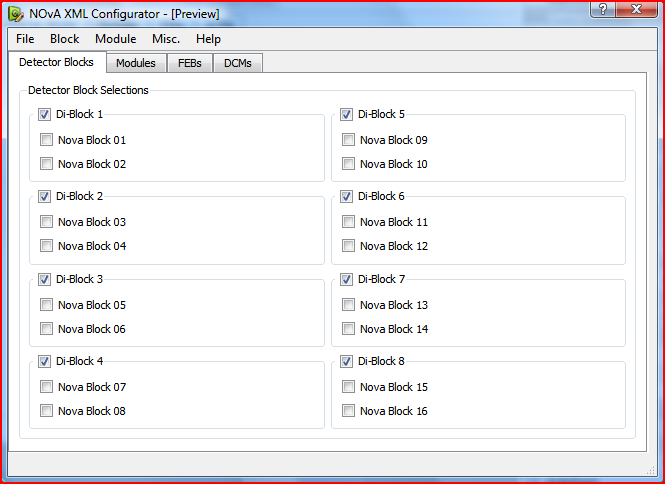 NOvA XML Configurator - [Preview]
?
File Block Module Misc. Help
Detector Blocks Modules FEBs DCMs
Detector Block Selections
Di-Block 1
Nova Block 01
Nova Block 02
Di-Block 5
Nova Block 09
Nova Block 10
Di-Block 2
Nova Block 03
Nova Block 04
Di-Block 6
Nova Block 11
Nova Block 12
Di-Block 3
Nova Block 05
Nova Block 06
Di-Block 7
Nova Block 13
Nova Block 14
Di-Block 4
Nova Block 07
Nova Block 08
Di-Block 8
Nova Block 15
Nova Block 16